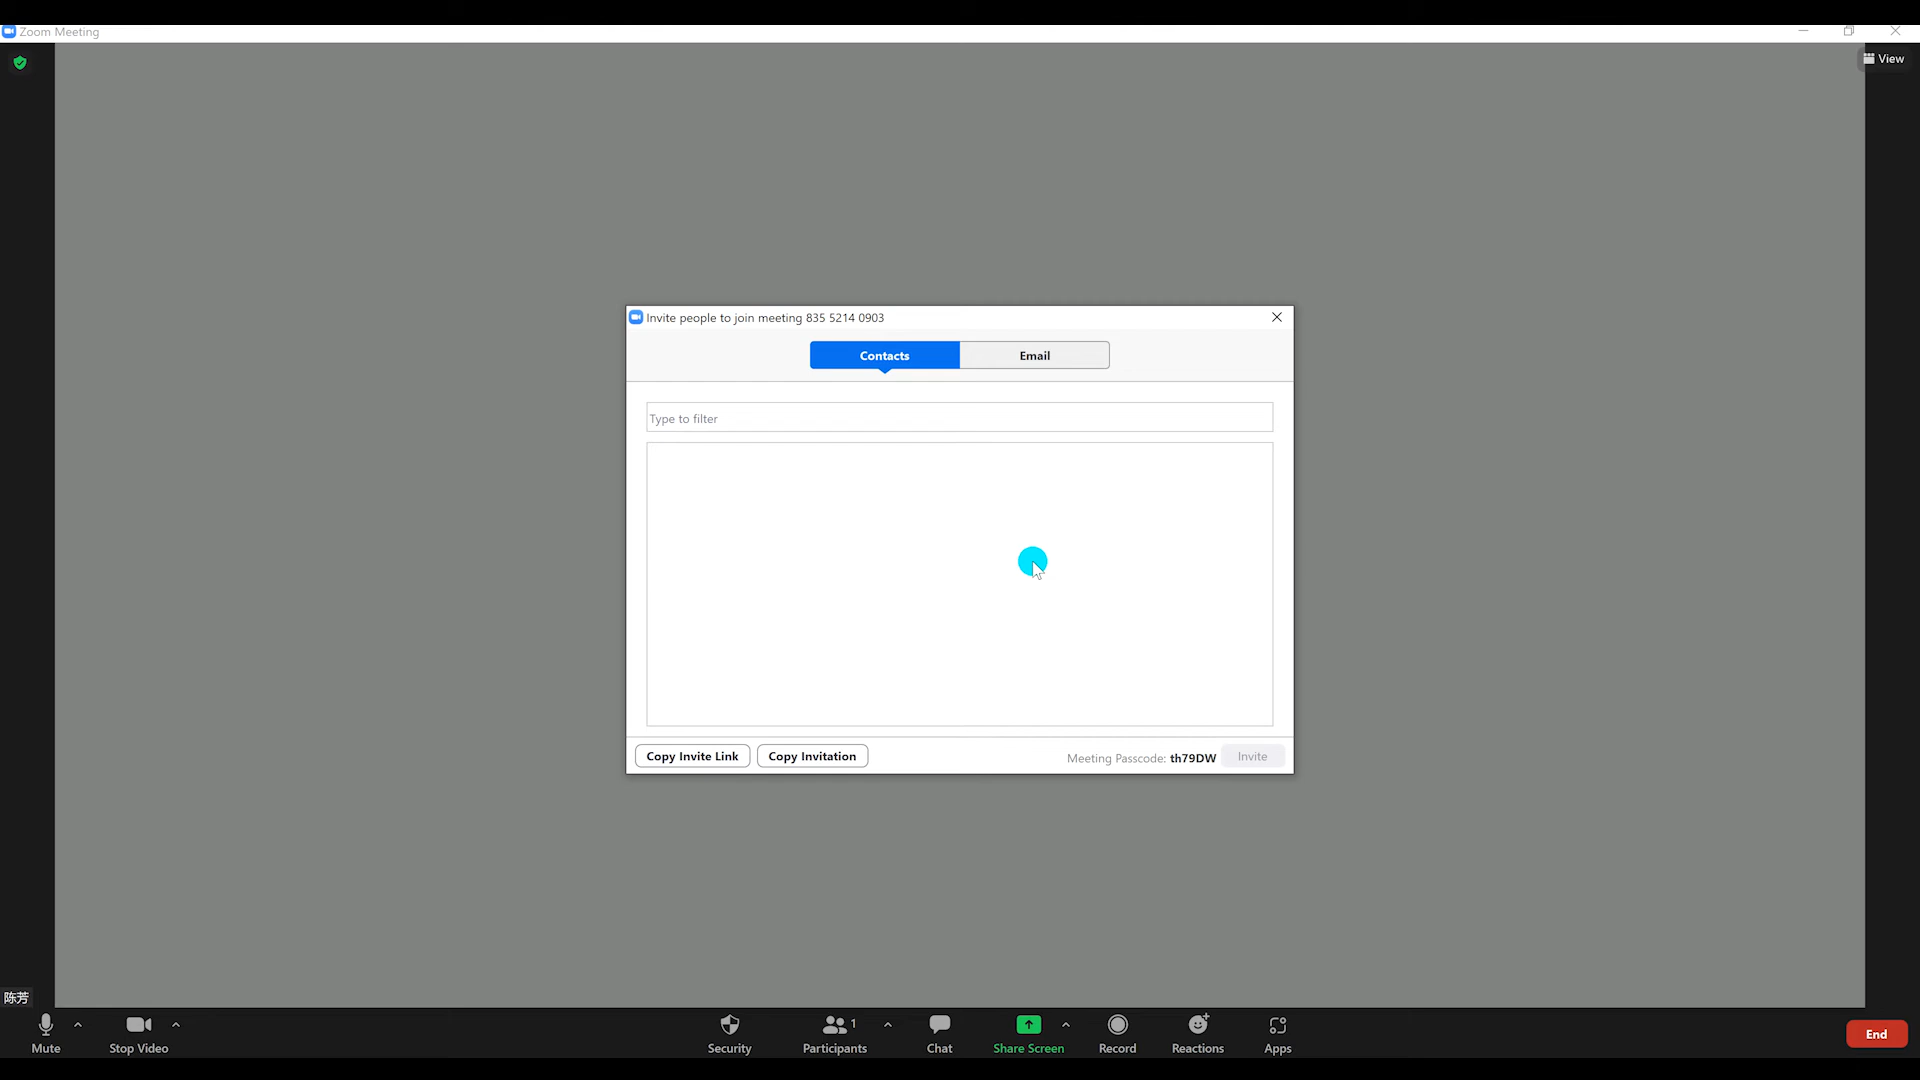 Zoom Meeting
View
Invite people to join meeting 835 5214 0903
Contacts
Email
Type to filter
Copy Invite Link
Copy Invitation
Meeting Passcode: th79DW
Invite
陈芳
Mute
Stop Video
Security
1
Participants
Chat
Share Screen
Record
Reactions
Apps
End